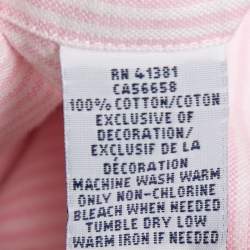 RN 41381
CA56658
100% COTTON/COTON
EXCLUSIVE OF
DECORATION/
EXCLUSIF DE LA
DÉCORATION
MACHINE WASH WARM
ONLY NON-CHLORINE
BLEACH WHEN NEEDED
TUMBLE DRY LOW
WARM IRON IF NEEDED